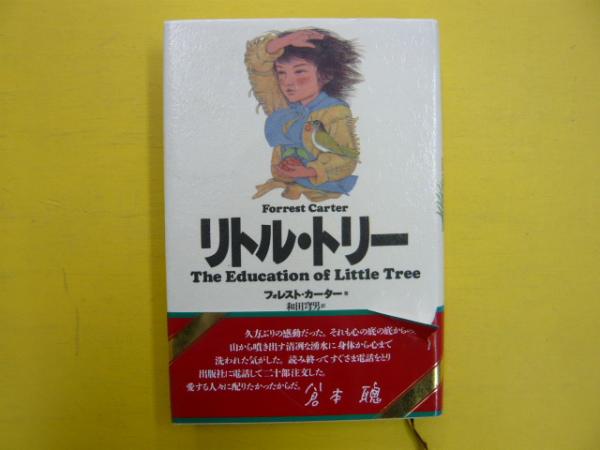 Forrest Carter
リトル・トリー
The Education of Little Tree
フォレスト・カーター 著
和田穹男 訳
久方ぶりの感動だった。それも心の底の底からの。
山から噴き出す清冽な湧水に身体から心まで
洗われた気がした。読み終ってすぐさま電話をとり
出版社に電話して二十部注文した。
愛する人々に配りたかったからだ。
倉本 聰